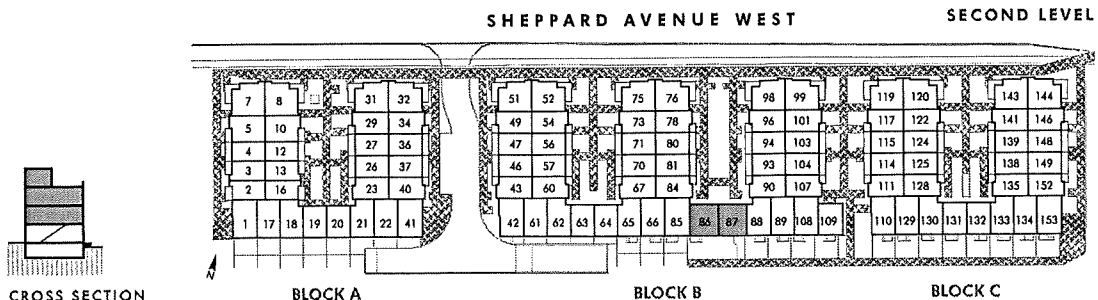 SHEPPARD AVENUE WEST
SECOND LEVEL
7 8 31 32 51 52 75 76 98 99 119 120 143 144
5 10 29 34 49 54 73 78 96 101 117 122 141 146
4 12 27 36 47 56 71 80 94 103 115 124 139 148
3 13 26 37 46 57 70 81 93 104 114 125 138 149
2 16 23 40 43 60 67 84 90 107 111 128 135 152
1 17 18 19 20 21 22 41 42 61 62 63 64 65 66 85 86 87 88 89 108 109 110 129 130 131 132 133 134 153
N
CROSS SECTION
BLOCK A
BLOCK B
BLOCK C